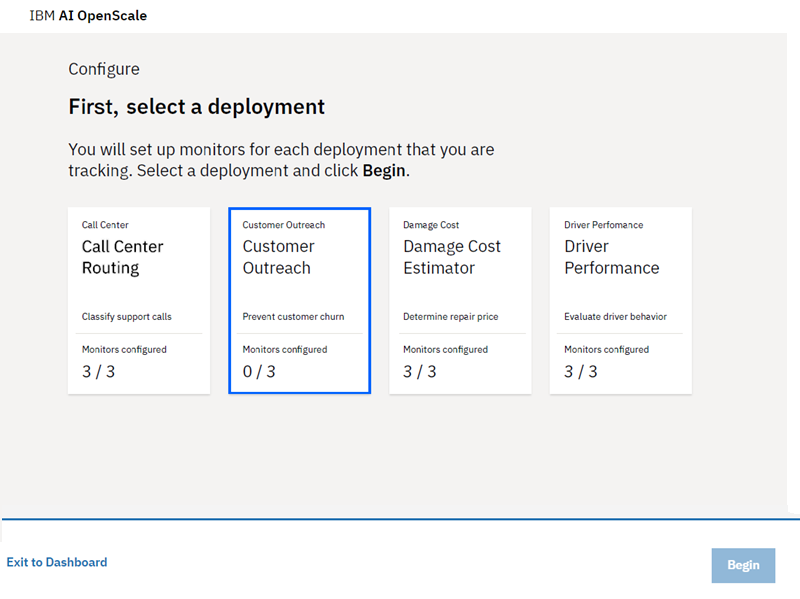 IBM AI OpenScale
Configure
First, select a deployment
You will set up monitors for each deployment that you are
tracking. Select a deployment and click Begin.
Call Center
Call Center
Routing
Classify support calls
Monitors configured
3 / 3
Customer Outreach
Customer
Outreach
Prevent customer churn
Monitors configured
0 / 3
Damage Cost
Damage Cost
Estimator
Determine repair price
Monitors configured
3 / 3
Driver Perfomance
Driver
Performance
Evaluate driver behavior
Monitors configured
3 / 3
Exit to Dashboard
Begin